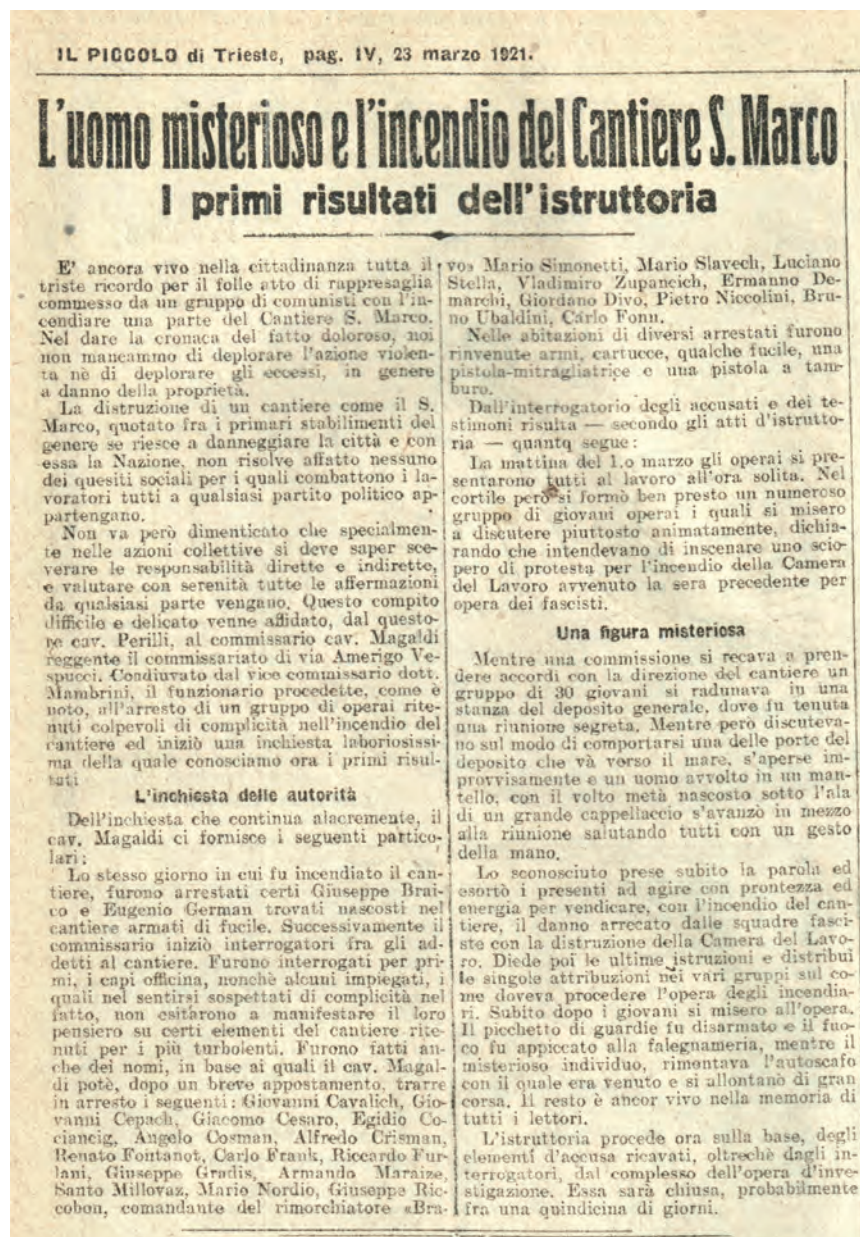 IL PICCOLO di Trieste, pag. IV, 23 marzo 1921.
L'uomo misterioso e l'incendio del Cantiere S. Marco
I primi risultati dell'istruttoria
E' ancora vivo nella cittadinanza tutta il
triste ricordo per il folle atto di rappresaglia
commesso da un gruppo di comunisti con l'in-
cendiare una parte del Cantiere S. Marco.
Nel dare la cronaca del fatto doloroso, noi
non mancammo di deplorare l'azione violen-
ta nè di deplorare gli eccessi, in genere
a danno della proprietà.
La distruzione di un cantiere come il S.
Marco, quotato fra i primari stabilimenti del
genere se riesce a danneggiare la città e con
essa la Nazione, non risolve affatto nessuno
dei quesiti sociali per i quali combattono i la-
voratori tutti a qualsiasi partito politico ap-
partengano.
Non va però dimenticato che specialmen-
te nelle azioni collettive si deve saper sce-
verare le responsabilità dirette e indirette,
e valutare con serenità tutte le affermazioni
da qualsiasi parte vengano. Questo compito
difficile e delicato venne affidato, dal questo-
re cav. Perilli, al commissario cav. Magaldi
reggente il commissariato di via Amerigo Ve-
spucci. Coadiuvato dal vice commissario dott.
Mambrini, il funzionario procedette, come è
noto, all'arresto di un gruppo di operai rite-
nuti colpevoli di complicità nell'incendio del
cantiere ed iniziò una inchiesta laboriosissi-
ma della quale conosciamo ora i primi risul-
tati
L'inchiesta delle autorità
Dell'inchiesta che continua alacremente, il
cav. Magaldi ci fornisce i seguenti partico-
lari:
Lo stesso giorno in cui fu incendiato il can-
tiere, furono arrestati certi Giuseppe Brai-
co e Eugenio German trovati nascosti nel
cantiere armati di fucile. Successivamente il
commissario iniziò interrogatori fra gli ad-
detti al cantiere. Furono interrogati per pri-
mi, i capi officina, nonchè alcuni impiegati, i
quali nel sentirsi sospettati di complicità nel
fatto, non esitarono a manifestare il loro
pensiero su certi elementi del cantiere rite-
nuti per i più turbolenti. Furono fatti an-
che dei nomi, in base ai quali il cav. Magal-
di potè, dopo un breve appostamento, trarre
in arresto i seguenti: Giovanni Cavalich, Gio-
vanni Cepach, Giacomo Cesaro, Egidio Co-
ciancig, Angelo Cosman, Alfredo Crisman,
Renato Fontanot, Carlo Frank, Riccardo Fur-
lani, Giuseppe Gradis, Armando Maraize,
Santo Millovaz, Mario Nordio, Giuseppe Ric-
cobon, comandante del rimorchiatore «Bra-
vo» Mario Simonetti, Mario Slavech, Luciano
Stella, Vladimiro Zupancich, Ermanno De-
marchi, Giordano Divo, Pietro Niccolini, Bru-
no Ubaldini, Carlo Fonn.
Nelle abitazioni di diversi arrestati furono
rinvenute armi, cartucce, qualche fucile, una
pistola-mitragliatrice e una pistola a tam-
buro.
Dall'interrogatorio degli accusati e dei te-
stimoni risulta — secondo gli atti d'istrutto-
ria — quanto segue:
La mattina del 1.o marzo gli operai si pre-
sentarono tutti al lavoro all'ora solita. Nel
cortile però si formò ben presto un numeroso
gruppo di giovani operai i quali si misero
a discutere piuttosto animatamente, dichia-
rando che intendevano di inscenare uno scio-
pero di protesta per l'incendio della Camera
del Lavoro avvenuto la sera precedente per
opera dei fascisti.
Una figura misteriosa
Mentre una commissione si recava a pren-
dere accordi con la direzione del cantiere un
gruppo di 30 giovani si radunava in una
stanza del deposito generale, dove fu tenuta
una riunione segreta. Mentre però discuteva-
no sul modo di comportarsi una delle porte del
deposito che và verso il mare, s'aperse im-
provvisamente e un uomo avvolto in un man-
tello, con il volto metà nascosto sotto l'ala
di un grande cappellaccio s'avanzò in mezzo
alla riunione salutando tutti con un gesto
della mano.
Lo sconosciuto prese subito la parola ed
esortò i presenti ad agire con prontezza ed
energia per vendicare, con l'incendio del can-
tiere, il danno arrecato dalle squadre fasci-
ste con la distruzione della Camera del Lavo-
ro. Diede poi le ultime istruzioni e distribuì
le singole attribuzioni nei vari gruppi sul co-
me doveva procedere l'opera degli incendia-
ri. Subito dopo i giovani si misero all'opera.
Il picchetto di guardie fu disarmato e il fuo-
co fu appiccato alla falegnameria, mentre il
misterioso individuo, rimontava l'autoscafo
con il quale era venuto e si allontanò di gran
corsa. Il resto è ancor vivo nella memoria di
tutti i lettori.
L'istruttoria procede ora sulla base, degli
elementi d'accusa ricavati, oltrechè dagli in-
terrogatori, dal complesso dell'opera d'inve-
stigazione. Essa sarà chiusa, probabilmente
fra una quindicina di giorni.